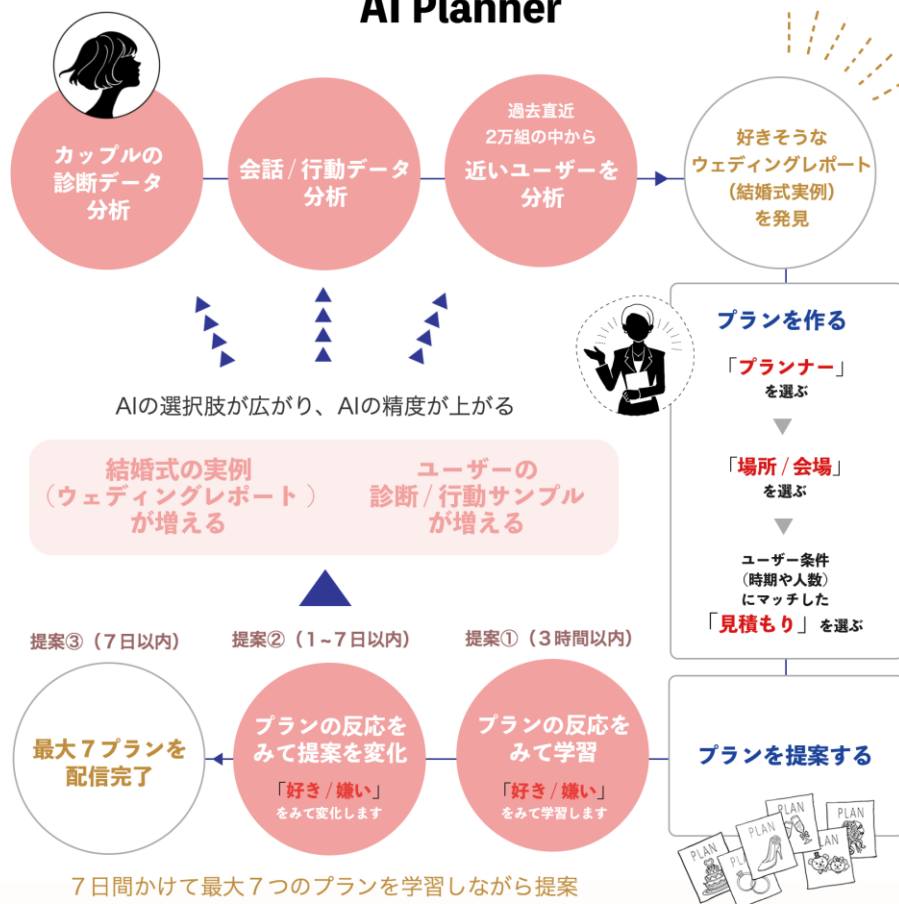 AI Planner
カップルの
診断データ
分析
会話 / 行動データ
分析
過去直近
2万組の中から
近いユーザーを
分析
好きそうな
ウェディングレポート
(結婚式実例)
を発見
プランを作る
「プランナー」
を選ぶ
「場所 / 会場」
を選ぶ
ユーザー条件
(時期や人数)
にマッチした
「見積もり」を選ぶ
AIの選択肢が広がり、AIの精度が上がる
結婚式の実例
(ウェディングレポート)
が増える
ユーザーの
診断 / 行動サンプル
が増える
プランを提案する
PLAN
PLAN
PLAN
PLAN
PLAN
提案①(3時間以内)
プランの反応を
みて学習
「好き / 嫌い」
をみて学習します
提案②(1~7日以内)
プランの反応を
みて提案を変化
「好き / 嫌い」
をみて変化します
提案③(7日以内)
最大7プランを
配信完了
7日間かけて最大7つのプランを学習しながら提案